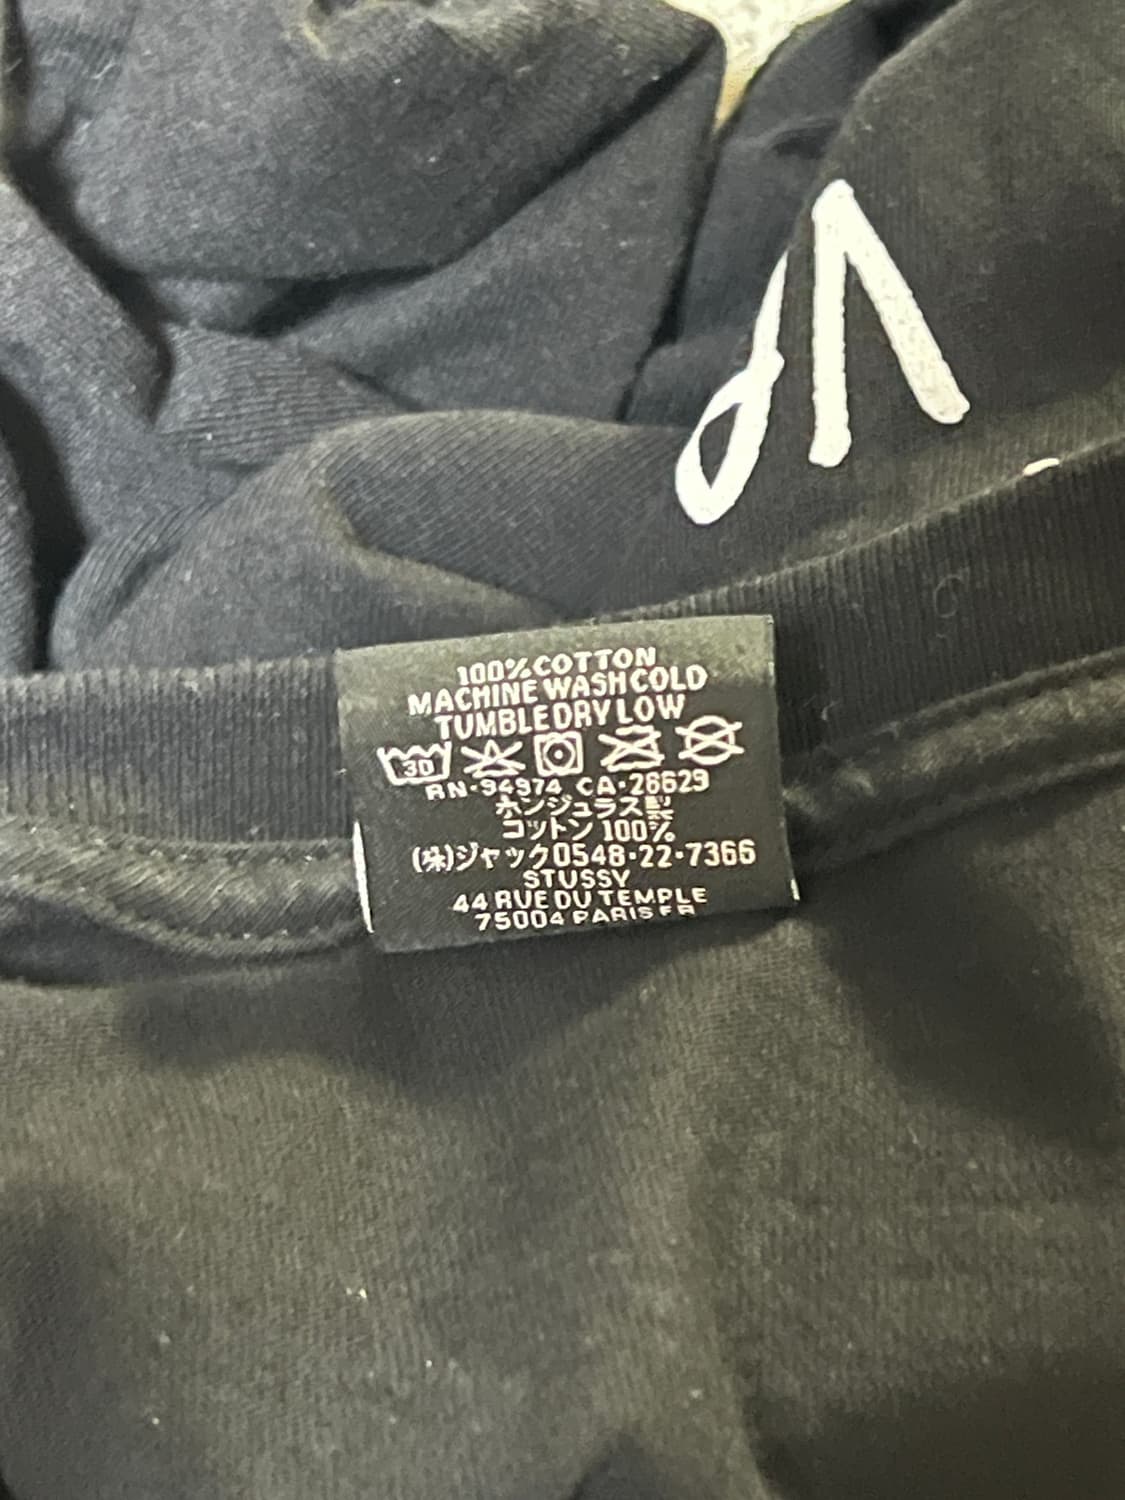 100% COTTON
MACHINE WASH COLD
TUMBLE DRY LOW
30
RN·94974 CA·28629
ホンジュラス製
コットン 100%
(株)ジャック0548·22·7366
STUSSY
44 RUE DU TEMPLE
75004 PARIS FR